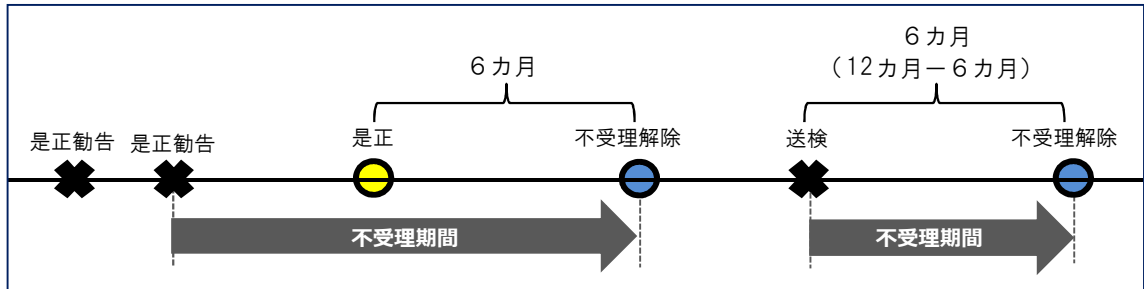 ６カ月
６カ月
（12カ月－６カ月）
是正勧告
是正勧告
是正
不受理解除
送検
不受理解除
不受理期間
不受理期間